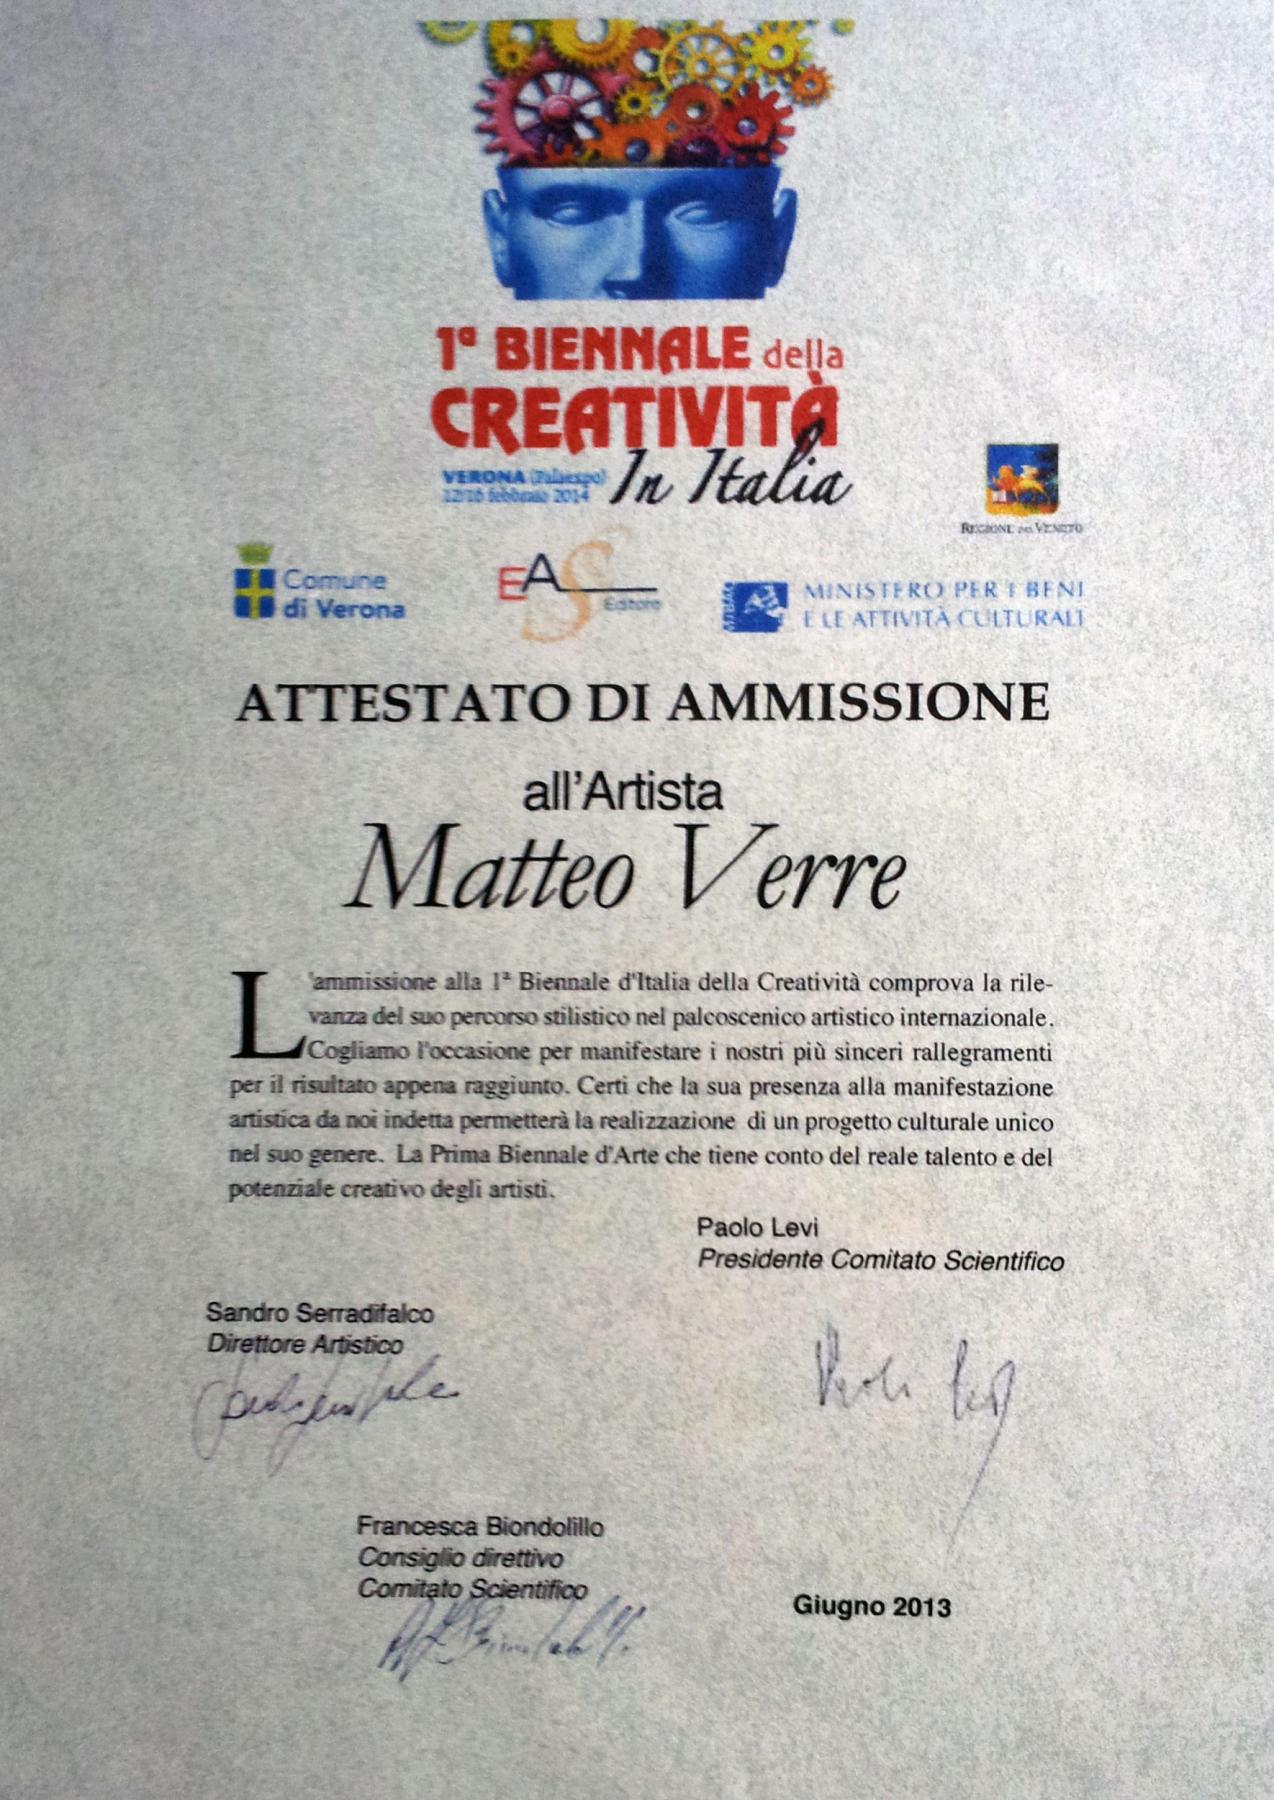 1ª BIENNALE della
CREATIVITÀ
In Italia
VERONA (Palaexpo)
12/16 febbraio 2014
REGIONE DEL VENETO
Comune
di Verona
EAS
Editore
MiBAC
MINISTERO PER I BENI
E LE ATTIVITÀ CULTURALI
ATTESTATO DI AMMISSIONE
all'Artista
Matteo Verre
L'ammissione alla 1ª Biennale d'Italia della Creatività comprova la rile-
vanza del suo percorso stilistico nel palcoscenico artistico internazionale.
Cogliamo l'occasione per manifestare i nostri più sinceri rallegramenti
per il risultato appena raggiunto. Certi che la sua presenza alla manifestazione
artistica da noi indetta permetterà la realizzazione di un progetto culturale unico
nel suo genere. La Prima Biennale d'Arte che tiene conto del reale talento e del
potenziale creativo degli artisti.
Paolo Levi
Presidente Comitato Scientifico
Sandro Serradifalco
Direttore Artistico
Paolo Levi
Francesca Biondolillo
Consiglio direttivo
Comitato Scientifico
Giugno 2013